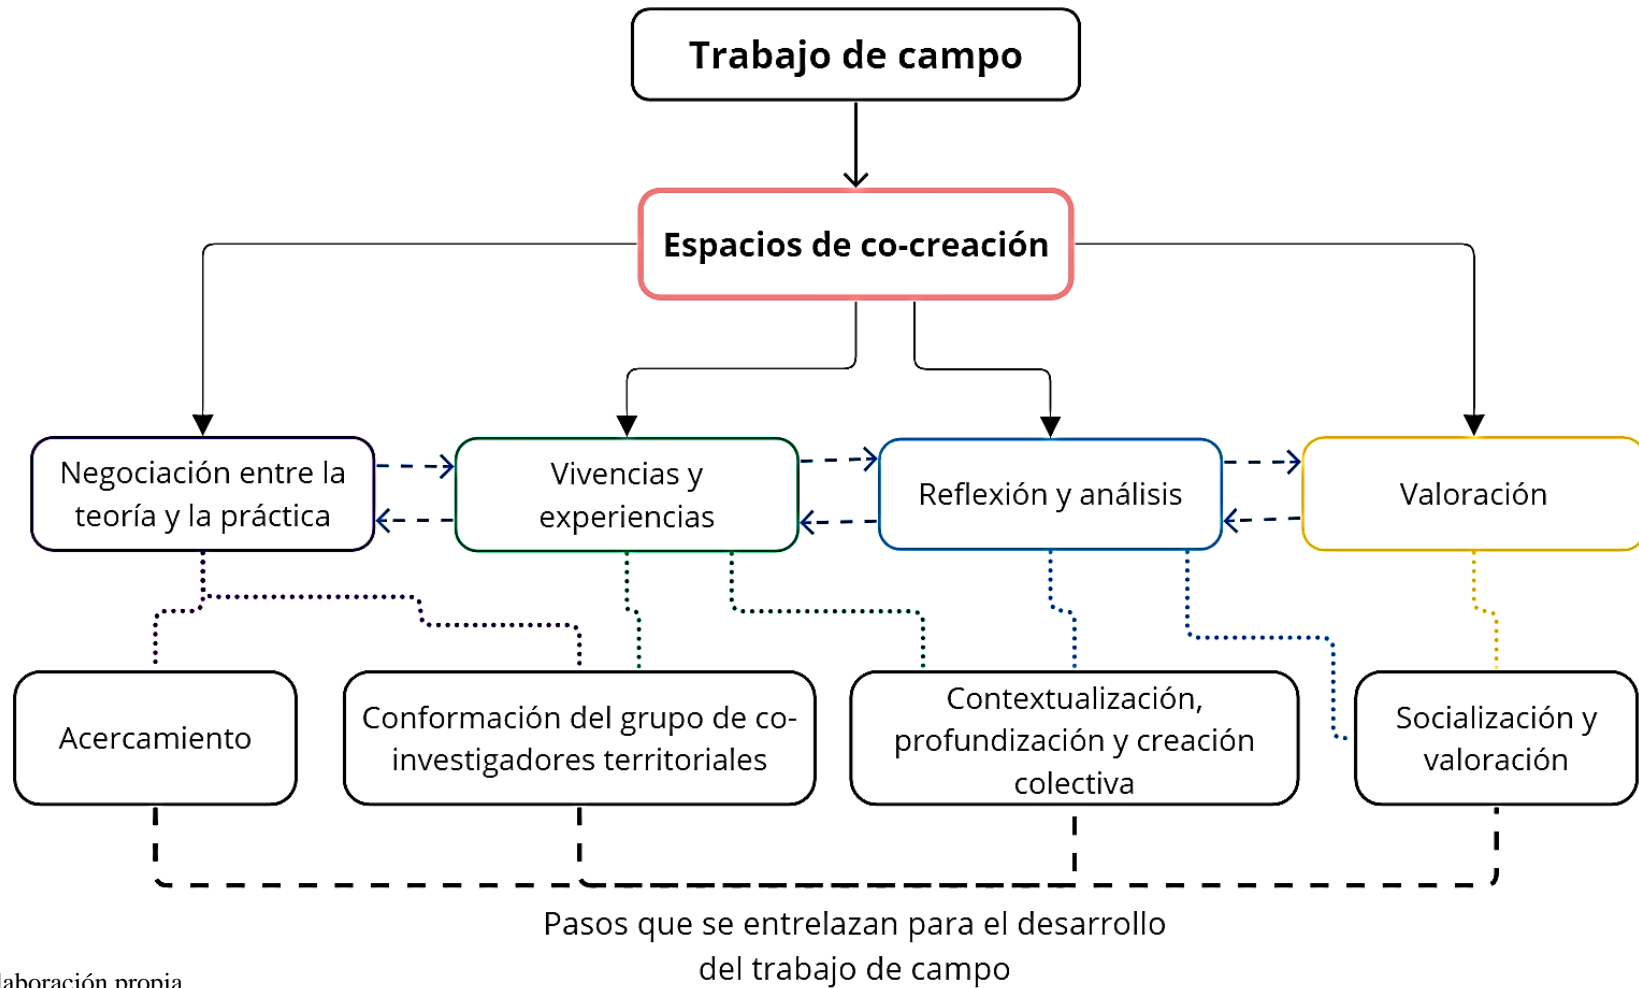 Trabajo de campo
Espacios de co-creación
Negociación entre la
teoría y la práctica
Vivencias y
experiencias
Reflexión y análisis
Valoración
Acercamiento
Conformación del grupo de co-
investigadores territoriales
Contextualización,
profundización y creación
colectiva
Socialización y
valoración
Pasos que se entrelazan para el desarrollo
del trabajo de campo
laboración propia